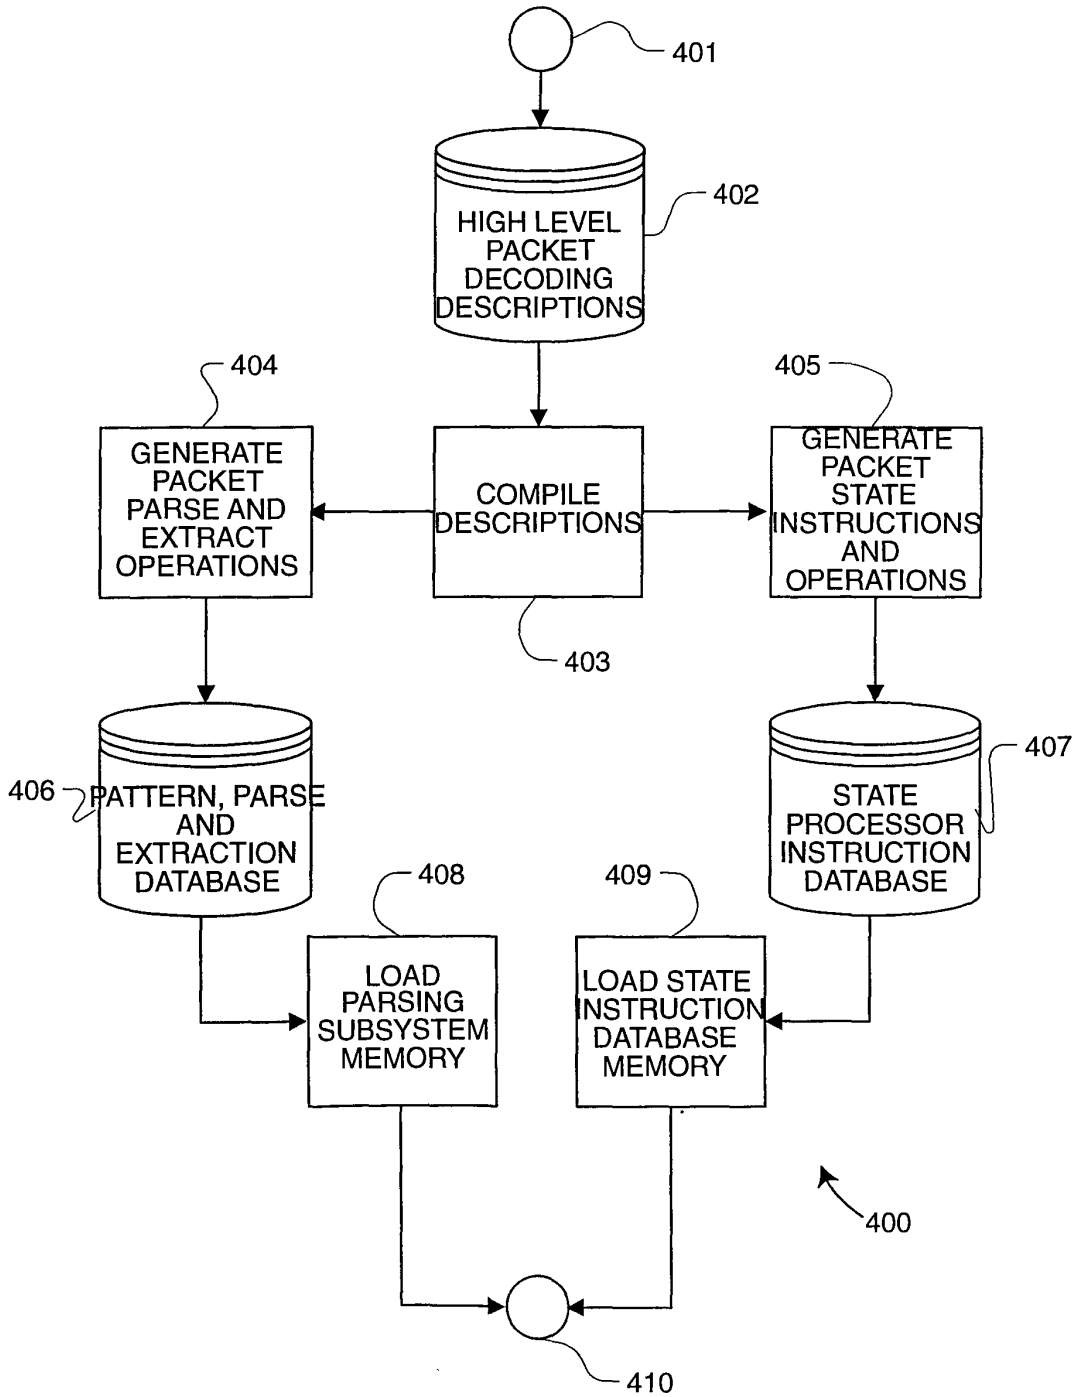 401
402
HIGH LEVEL
PACKET
DECODING
DESCRIPTIONS
404
405
GENERATE
PACKET
PARSE AND
EXTRACT
OPERATIONS
COMPILE
DESCRIPTIONS
GENERATE
PACKET
STATE
INSTRUCTIONS
AND
OPERATIONS
403
406
PATTERN, PARSE
AND
EXTRACTION
DATABASE
407
STATE
PROCESSOR
INSTRUCTION
DATABASE
408
409
LOAD
PARSING
SUBSYSTEM
MEMORY
LOAD STATE
INSTRUCTION
DATABASE
MEMORY
400
410